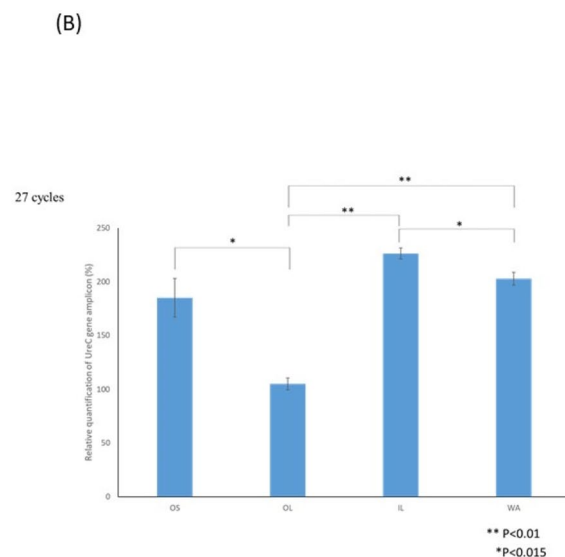 (B)
**
27 cycles
**
*
*
250
200
150
100
50
0
Relative quantification of UreC gene amplicon (%)
OS OL IL WA
** P<0.01
*P<0.015